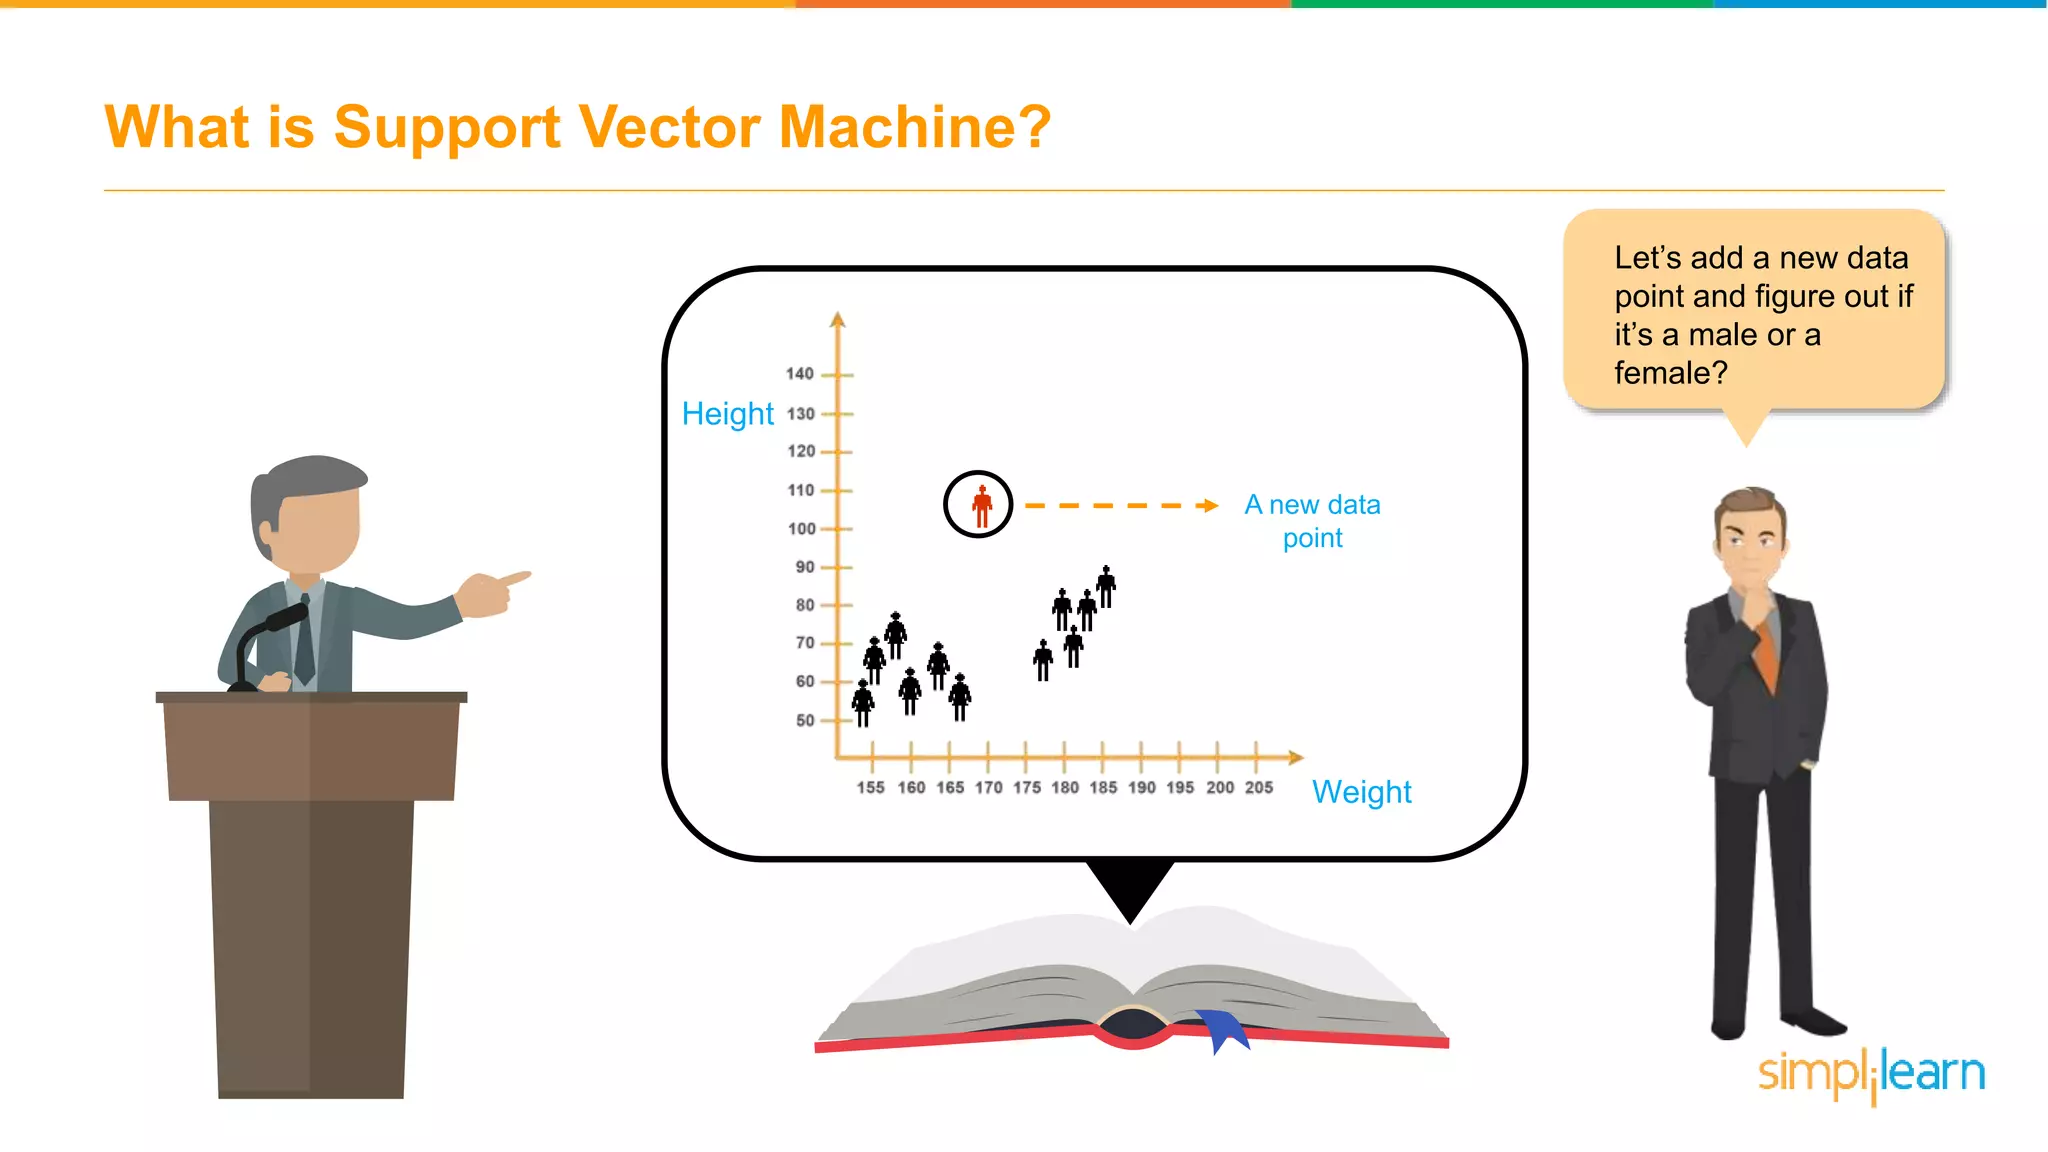 What is Support Vector Machine?
Let’s add a new data
point and figure out if
it’s a male or a
female?
Height
140
130
120
110
100
90
80
70
60
50
A new data
point
155 160 165 170 175 180 185 190 195 200 205
Weight
simplilearn